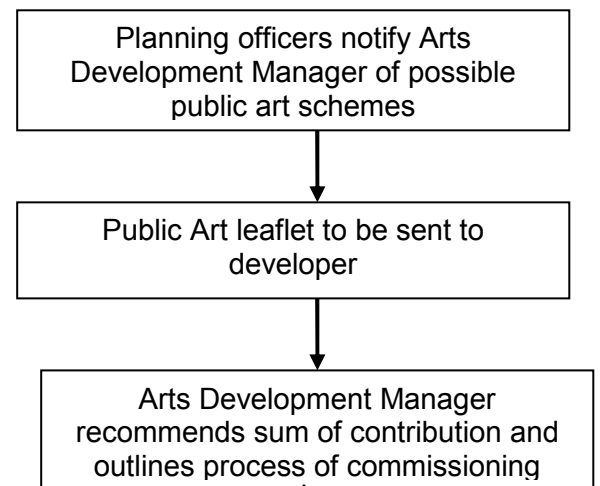 Planning officers notify Arts
Development Manager of possible
public art schemes
Public Art leaflet to be sent to
developer
Arts Development Manager
recommends sum of contribution and
outlines process of commissioning